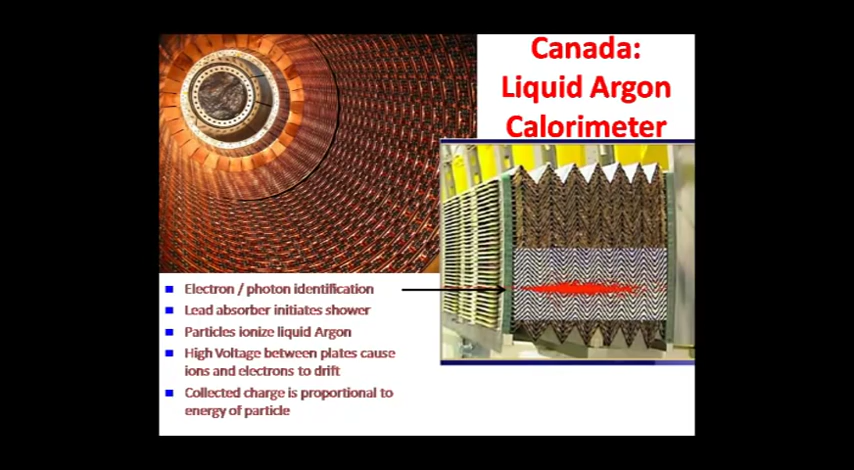 Canada:
Liquid Argon
Calorimeter
Electron / photon identification
Lead absorber initiates shower
Particles ionize liquid Argon
High Voltage between plates cause
ions and electrons to drift
Collected charge is proportional to
energy of particle